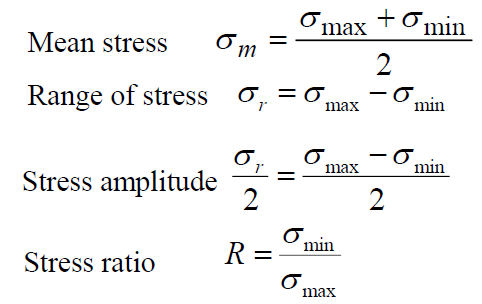 Mean stress σm = (σmax + σmin) / 2
Range of stress σr = σmax − σmin
Stress amplitude σr / 2 = (σmax − σmin) / 2
Stress ratio R = σmin / σmax